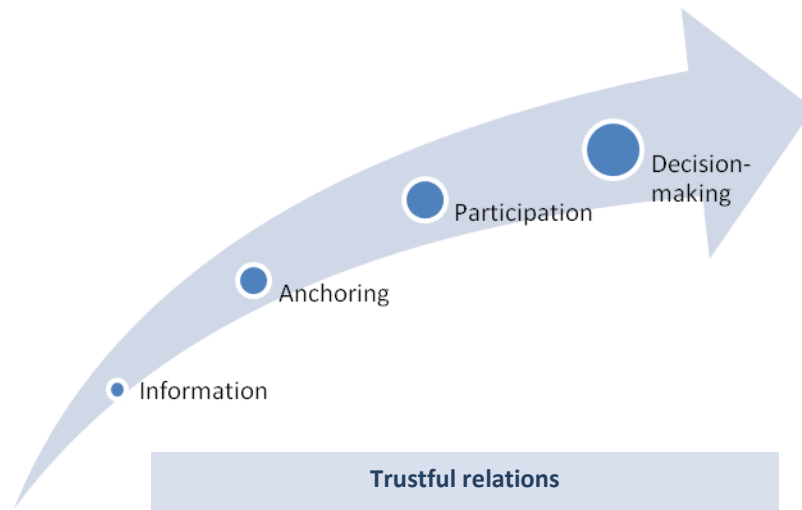 Decision-
making
Participation
Anchoring
Information
Trustful relations